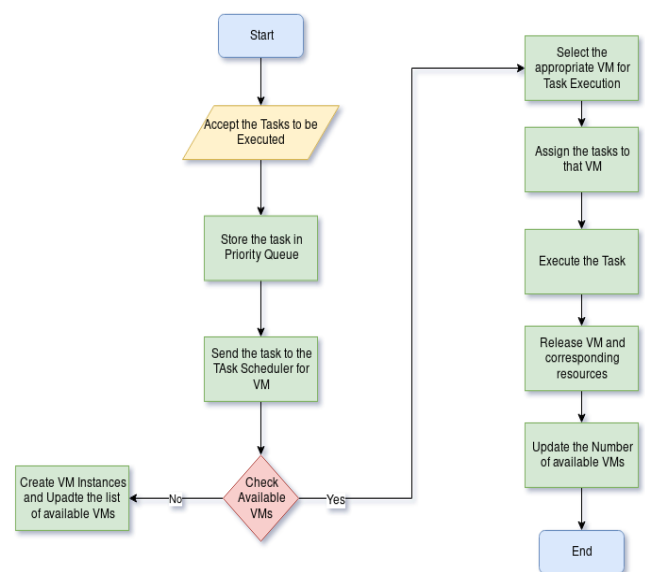 Start
Accept the Tasks to be
Executed
Store the task in
Priority Queue
Send the task to the
TAsk Scheduler for
VM
Check
Available
VMs
No
Yes
Create VM Instances
and Upadte the list
of available VMs
Select the
appropriate VM for
Task Execution
Assign the tasks to
that VM
Execute the Task
Release VM and
corresponding
resources
Update the Number
of available VMs
End